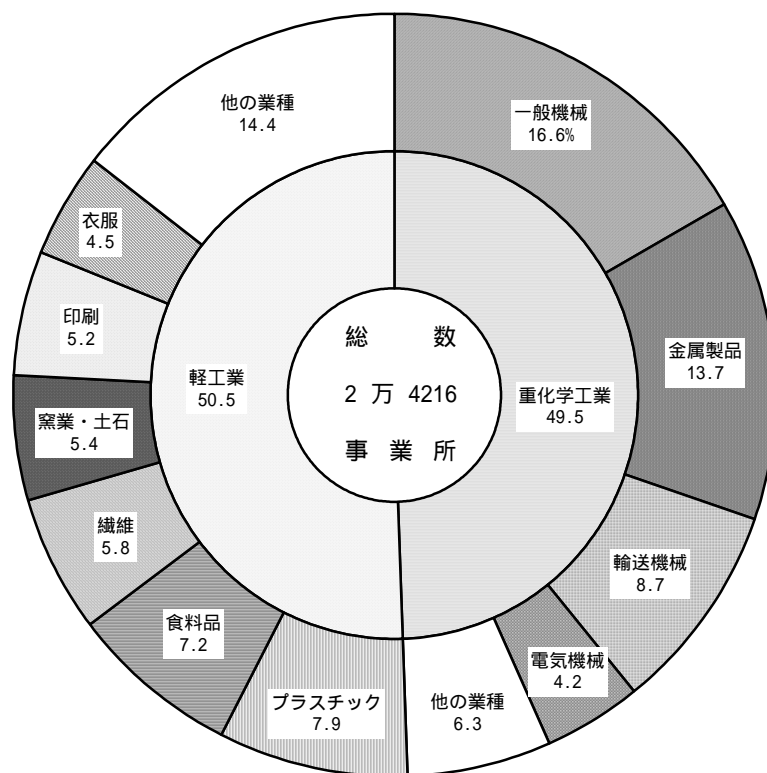 他の業種
14.4
一般機械
16.6%
衣服
4.5
印刷
5.2
総 数
2 万 4216
事 業 所
金属製品
13.7
軽工業
50.5
重化学工業
49.5
窯業・土石
5.4
繊維
5.8
輸送機械
8.7
食料品
7.2
電気機械
4.2
プラスチック
7.9
他の業種
6.3